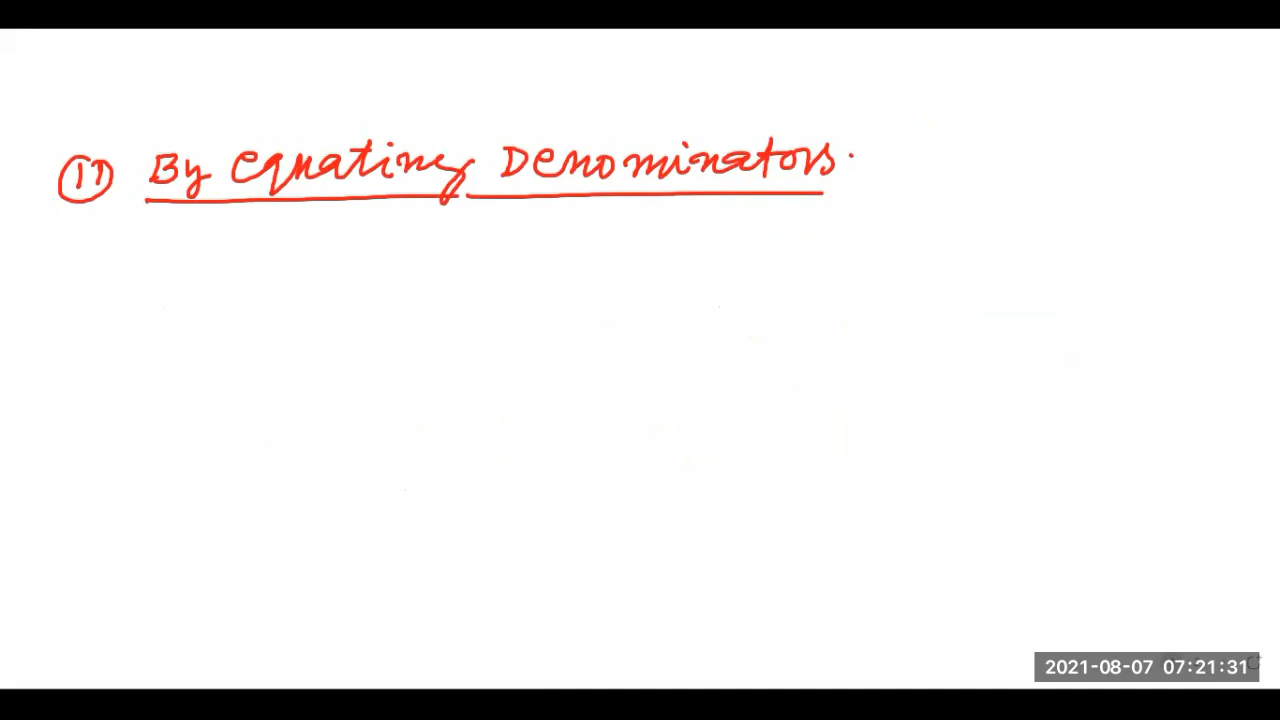 (II) By equating Denominators.
2021-08-07 07:21:31